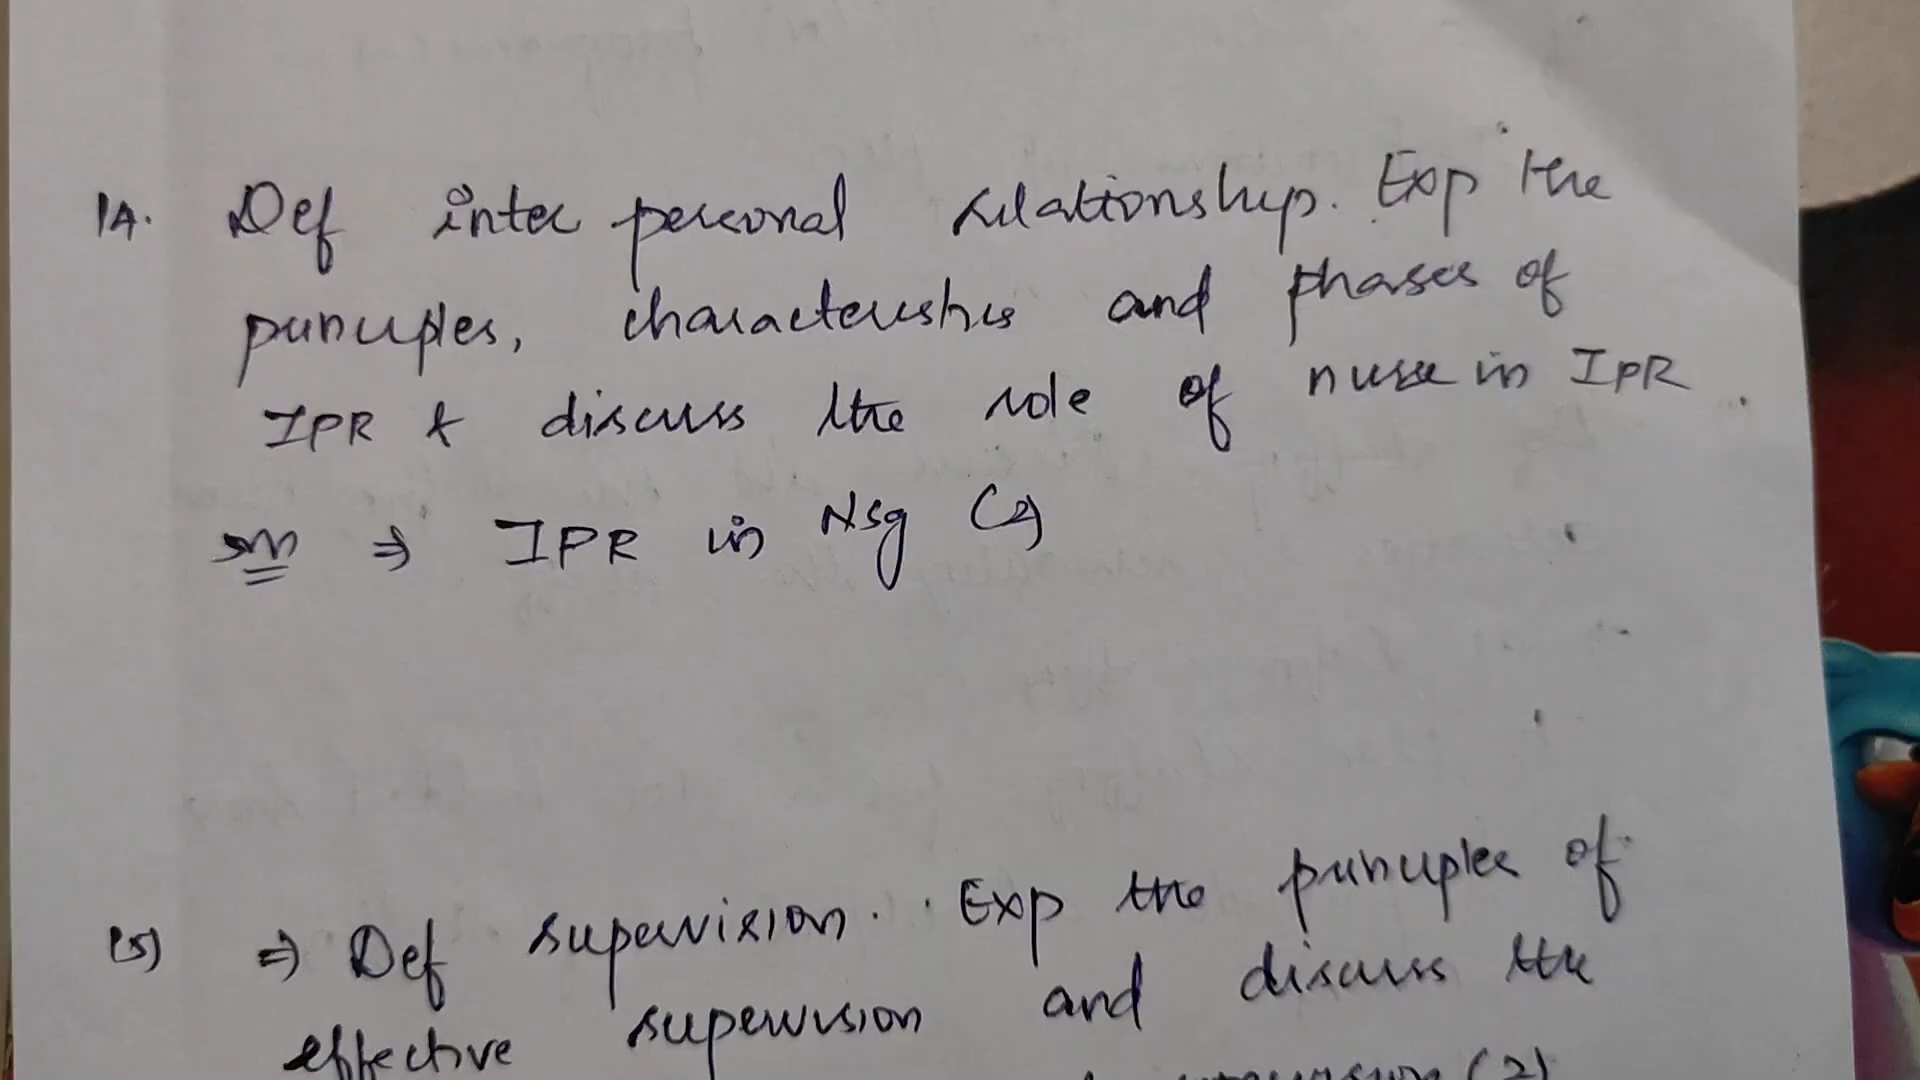 14. Def inter personal relationship. Exp the
principles, characteristics and phases of
IPR & discuss the role of nurse in IPR.
⇒ IPR in Nsg (2)
(5) ⇒ Def supervision. Exp the principles of
effective supervision and discuss the
(2)